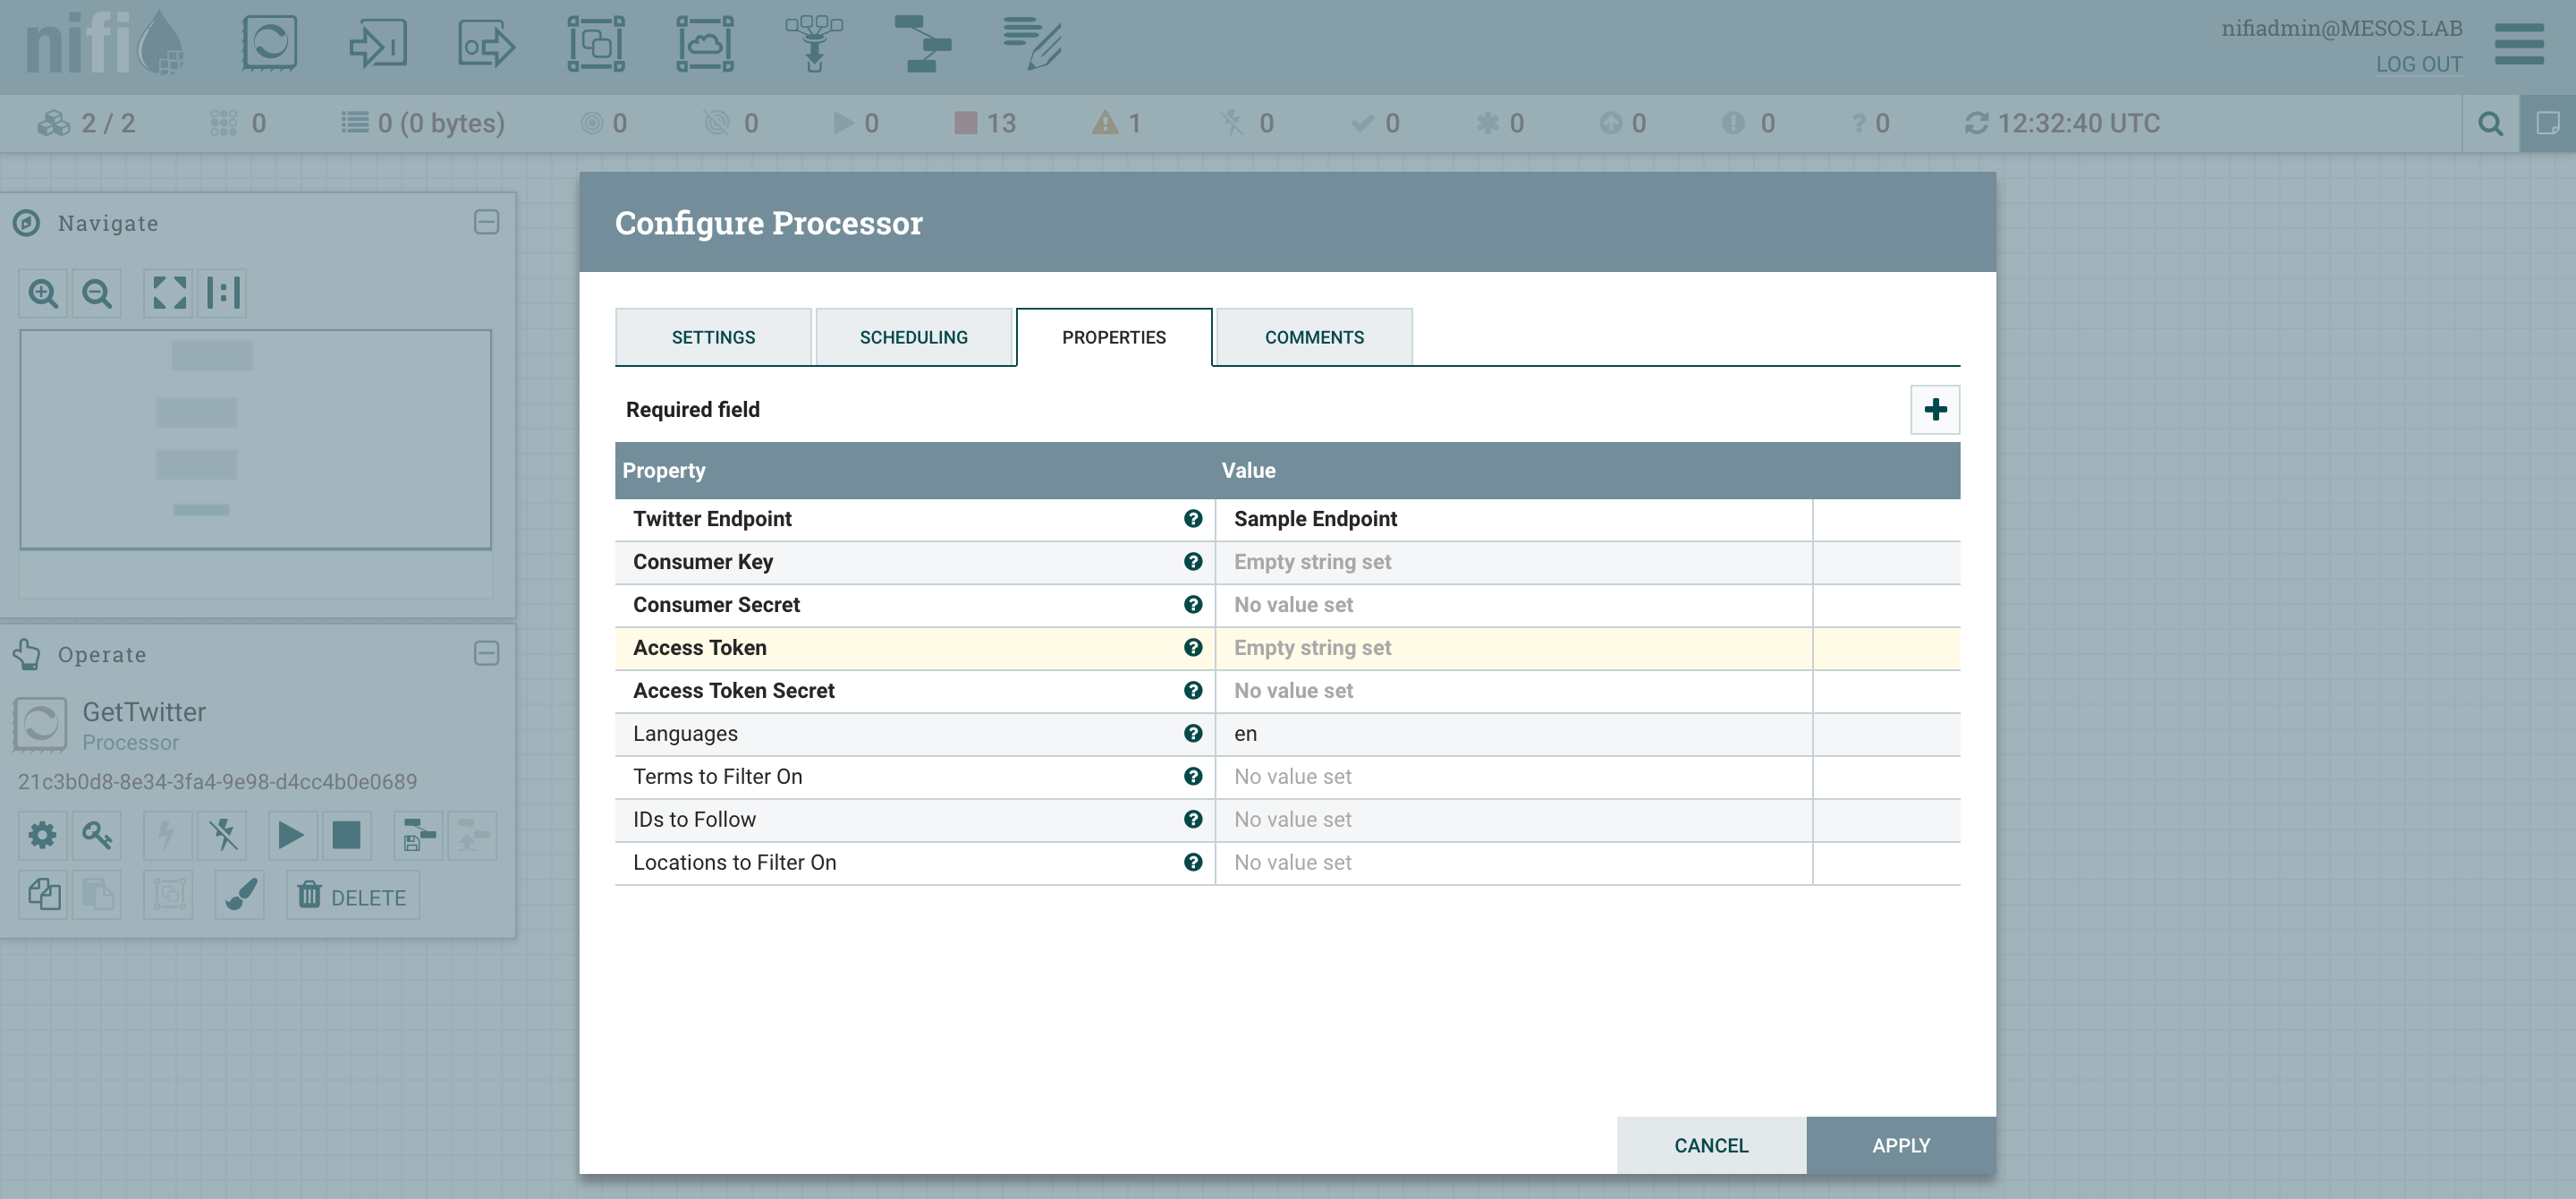 nifi
nifiadmin@MESOS.LAB
LOG OUT
2 / 2 0 0 (0 bytes) 0 0 0 13 1 0 0 0 0 0 ? 0 12:32:40 UTC
Navigate
Configure Processor
SETTINGS SCHEDULING PROPERTIES COMMENTS
Required field
Property Value
Twitter Endpoint Sample Endpoint
Consumer Key Empty string set
Consumer Secret No value set
Access Token Empty string set
Access Token Secret No value set
Languages en
Terms to Filter On No value set
IDs to Follow No value set
Locations to Filter On No value set
Operate
GetTwitter
Processor
21c3b0d8-8e34-3fa4-9e98-d4cc4b0e0689
DELETE
CANCEL APPLY